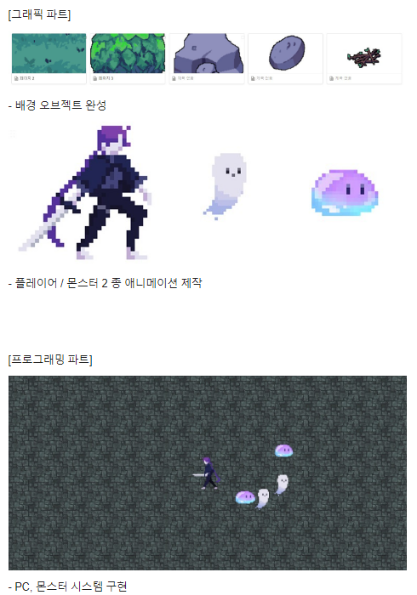 [그래픽 파트]
- 배경 오브젝트 완성
- 플레이어 / 몬스터 2 종 애니메이션 제작
[프로그래밍 파트]
- PC, 몬스터 시스템 구현